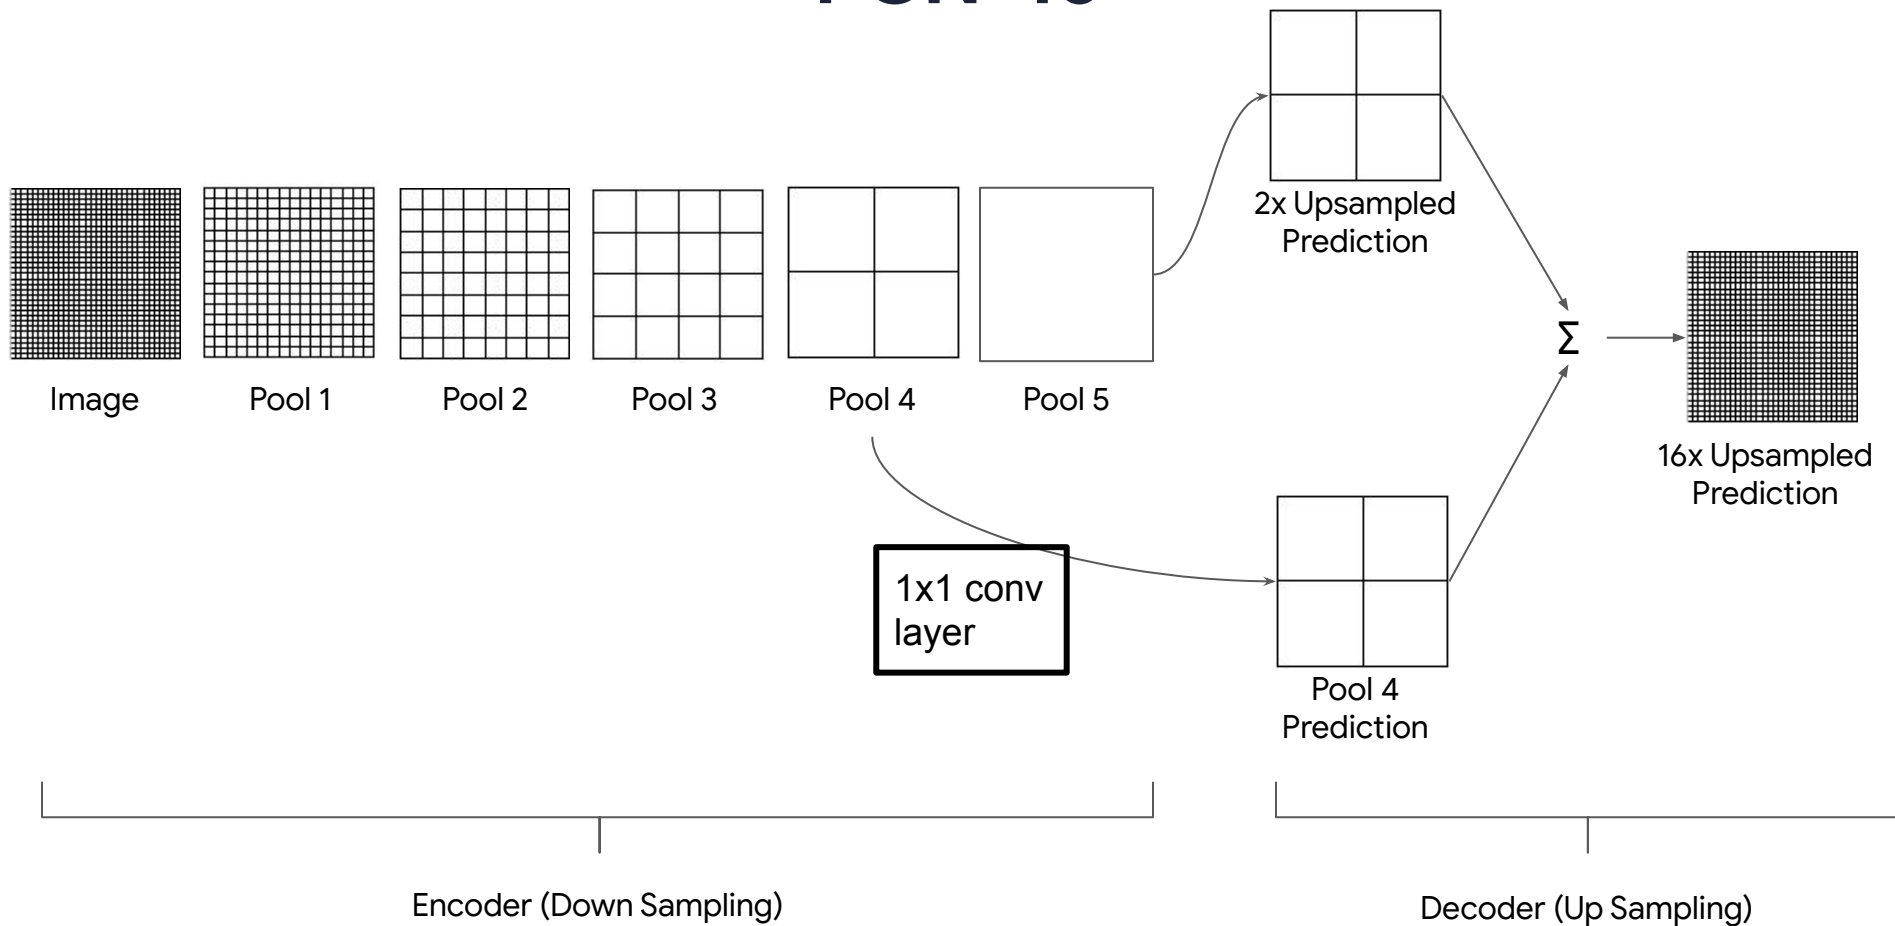 2x Upsampled
Prediction
Image
Pool 1
Pool 2
Pool 3
Pool 4
Pool 5
Σ
16x Upsampled
Prediction
1x1 conv
layer
Pool 4
Prediction
Encoder (Down Sampling)
Decoder (Up Sampling)